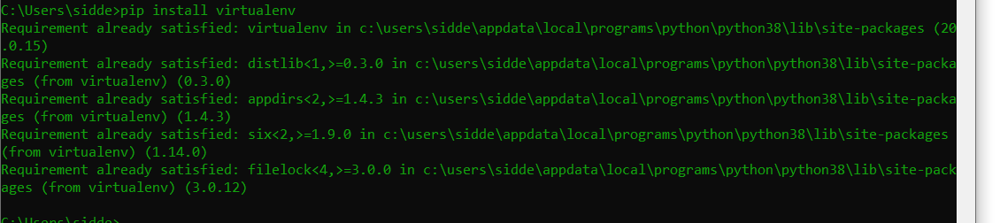 C:\Users\sidde>pip install virtualenv
Requirement already satisfied: virtualenv in c:\users\sidde\appdata\local\programs\python\python38\lib\site-packages (20
.0.15)
Requirement already satisfied: distlib<1,>=0.3.0 in c:\users\sidde\appdata\local\programs\python\python38\lib\site-packa
ges (from virtualenv) (0.3.0)
Requirement already satisfied: appdirs<2,>=1.4.3 in c:\users\sidde\appdata\local\programs\python\python38\lib\site-packa
ges (from virtualenv) (1.4.3)
Requirement already satisfied: six<2,>=1.9.0 in c:\users\sidde\appdata\local\programs\python\python38\lib\site-packages
(from virtualenv) (1.14.0)
Requirement already satisfied: filelock<4,>=3.0.0 in c:\users\sidde\appdata\local\programs\python\python38\lib\site-pack
ages (from virtualenv) (3.0.12)
C:\Users\sidde>